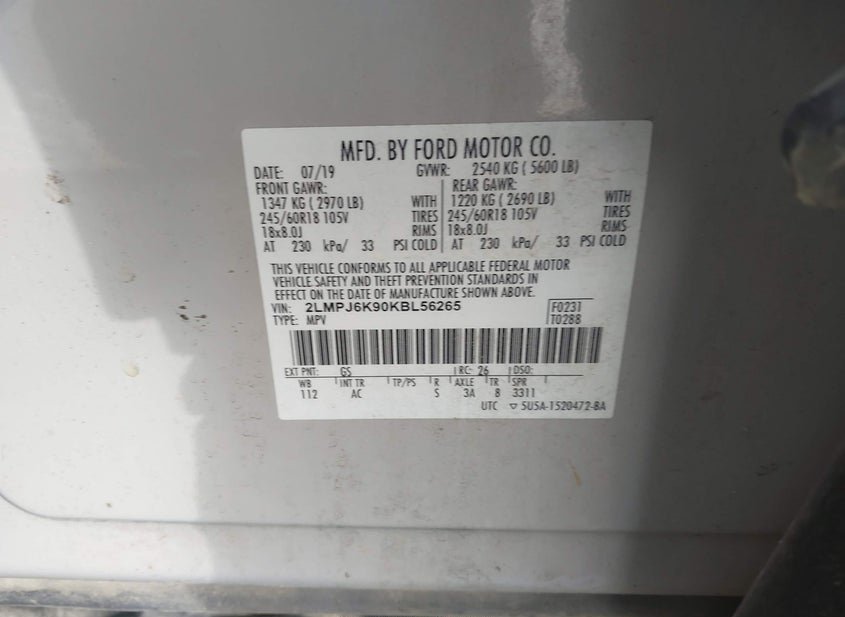 MFD. BY FORD MOTOR CO.
DATE: 07/19 GVWR: 2540 KG ( 5600 LB)
FRONT GAWR: REAR GAWR:
1347 KG ( 2970 LB) WITH 1220 KG ( 2690 LB) WITH
245/60R18 105V TIRES 245/60R18 105V TIRES
18x8.0J RIMS 18x8.0J RIMS
AT 230 kPa/ 33 PSI COLD AT 230 kPa/ 33 PSI COLD
THIS VEHICLE CONFORMS TO ALL APPLICABLE FEDERAL MOTOR
VEHICLE SAFETY AND THEFT PREVENTION STANDARDS IN
EFFECT ON THE DATE OF MANUFACTURE SHOWN ABOVE.
VIN: 2LMPJ6K90KBL56265 F0231
TYPE: MPV T0288
EXT PNT: GS RC: 26 DSO:
WB INT TR TP/PS R AXLE TR SPR
112 AC S 3A 8 3311
UTC ▽ 5U5A-1520472-BA